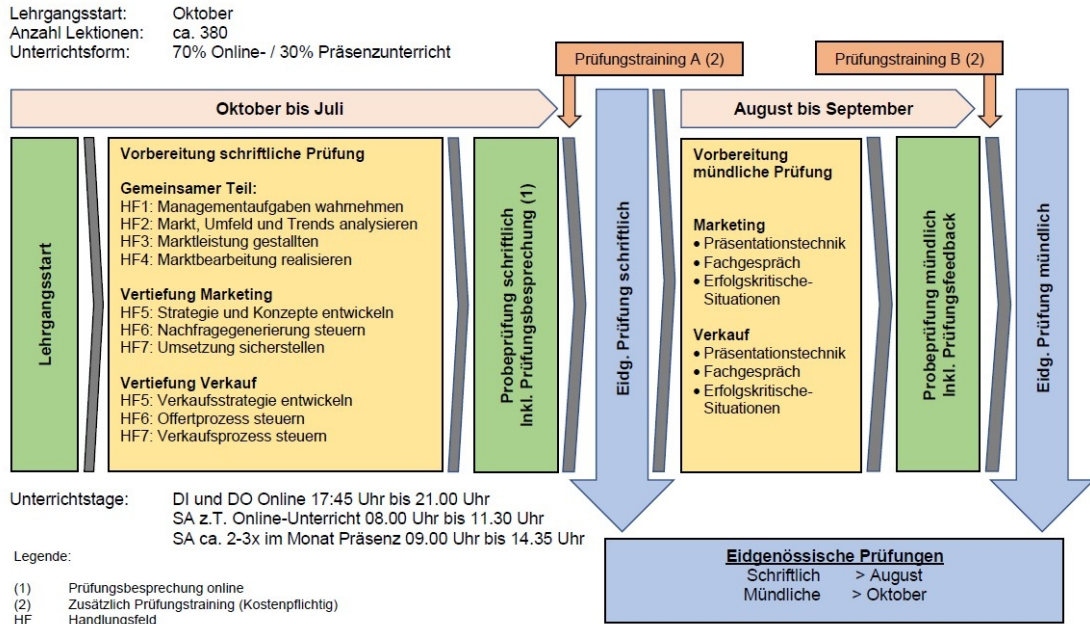 Lehrgangsstart: Oktober
Anzahl Lektionen: ca. 380
Unterrichtsform: 70% Online- / 30% Präsenzunterricht
Prüfungstraining A (2)
Prüfungstraining B (2)
Oktober bis Juli
August bis September
Lehrgangsstart
Vorbereitung schriftliche Prüfung
Gemeinsamer Teil:
HF1: Managementaufgaben wahrnehmen
HF2: Markt, Umfeld und Trends analysieren
HF3: Marktleistung gestallten
HF4: Marktbearbeitung realisieren
Vertiefung Marketing
HF5: Strategie und Konzepte entwickeln
HF6: Nachfragegenerierung steuern
HF7: Umsetzung sicherstellen
Vertiefung Verkauf
HF5: Verkaufsstrategie entwickeln
HF6: Offertprozess steuern
HF7: Verkaufsprozess steuern
Probeprüfung schriftlich
Inkl. Prüfungsbesprechung (1)
Eidg. Prüfung schriftlich
Vorbereitung
mündliche Prüfung
Marketing
• Präsentationstechnik
• Fachgespräch
• Erfolgskritische-
Situationen
Verkauf
• Präsentationstechnik
• Fachgespräch
• Erfolgskritische-
Situationen
Probeprüfung mündlich
Inkl. Prüfungsfeedback
Eidg. Prüfung mündlich
Unterrichtstage: DI und DO Online 17:45 Uhr bis 21.00 Uhr
SA z.T. Online-Unterricht 08.00 Uhr bis 11.30 Uhr
SA ca. 2-3x im Monat Präsenz 09.00 Uhr bis 14.35 Uhr
Legende:
(1) Prüfungsbesprechung online
(2) Zusätzlich Prüfungstraining (Kostenpflichtig)
HF Handlungsfeld
Eidgenössische Prüfungen
Schriftlich > August
Mündliche > Oktober